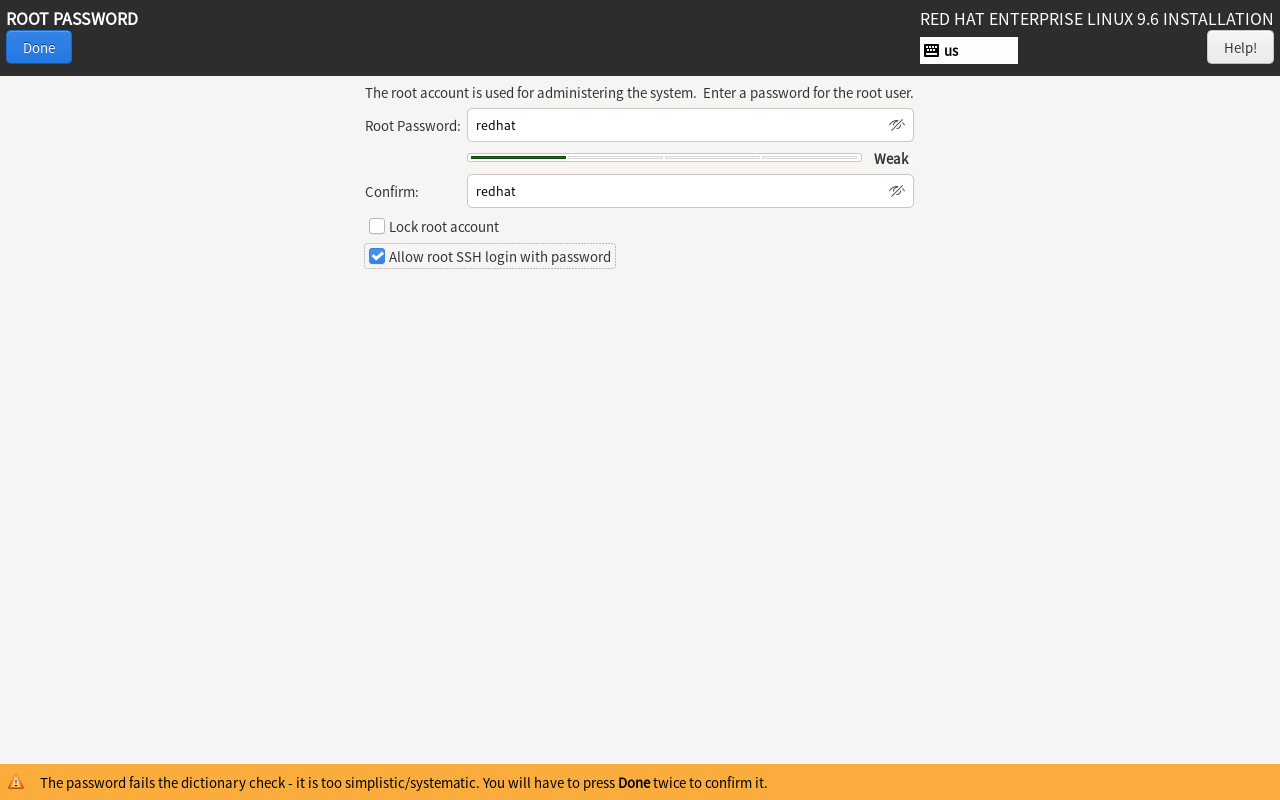 ROOT PASSWORD
RED HAT ENTERPRISE LINUX 9.6 INSTALLATION
Done
us
Help!
The root account is used for administering the system.  Enter a password for the root user.
Root Password:
redhat
Weak
Confirm:
redhat
Lock root account
Allow root SSH login with password
The password fails the dictionary check - it is too simplistic/systematic. You will have to press Done twice to confirm it.